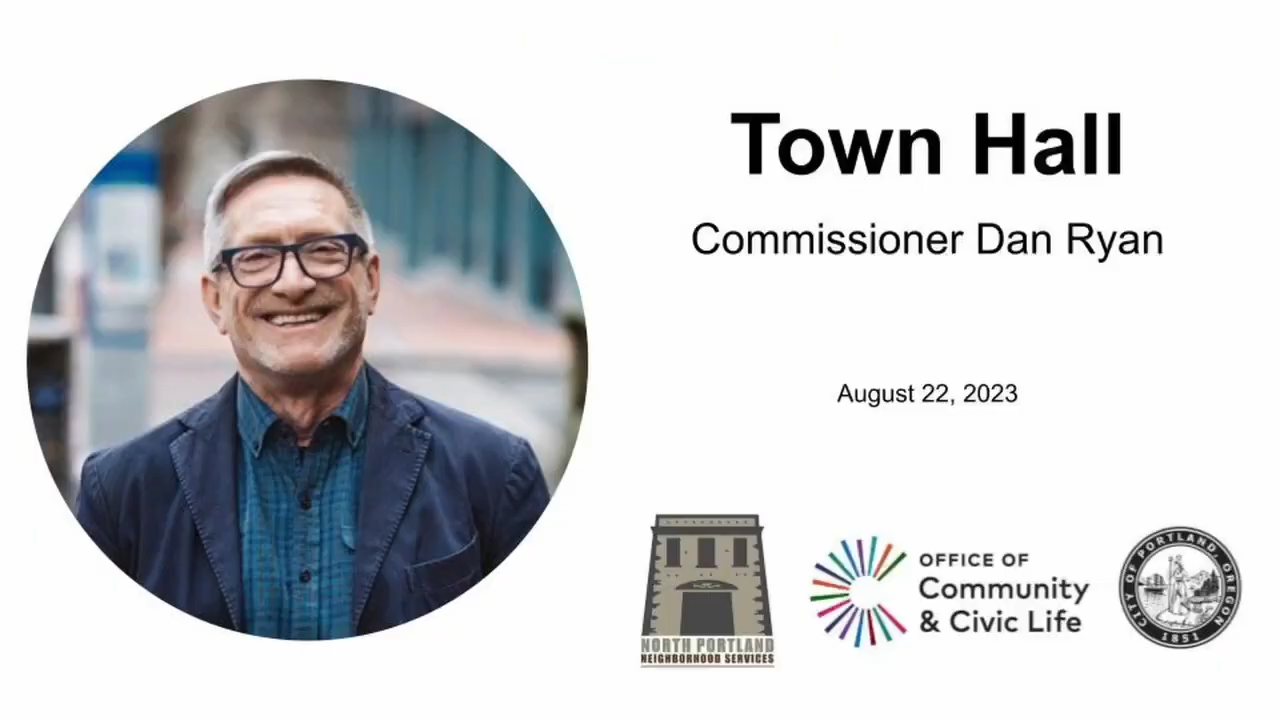 Town Hall
Commissioner Dan Ryan
August 22, 2023
NORTH PORTLAND
NEIGHBORHOOD SERVICES
OFFICE OF
Community
& Civic Life
CITY OF PORTLAND, OREGON
1851